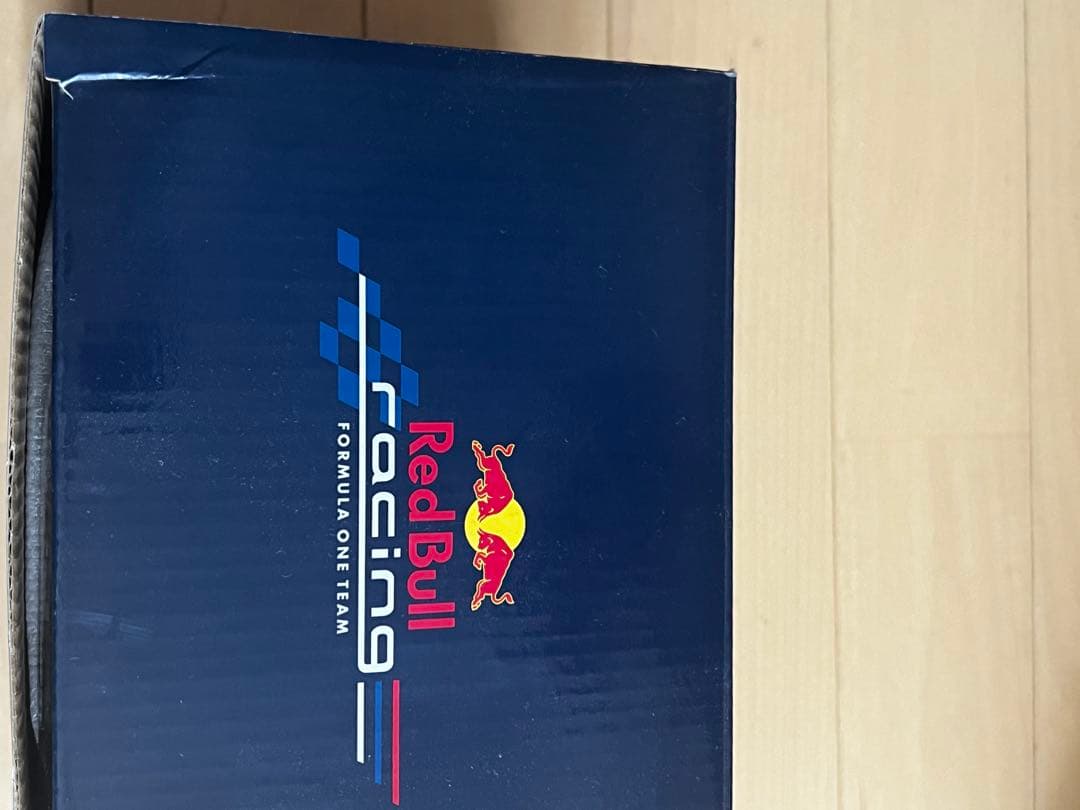 Red Bull
racing
FORMULA ONE TEAM